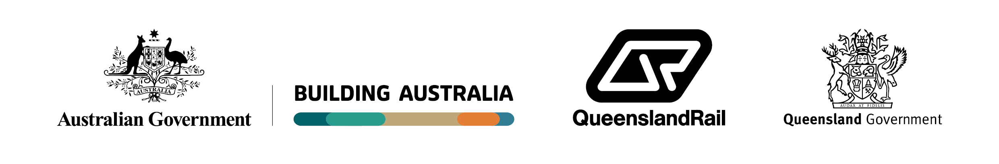 AUSTRALIA
Australian Government
BUILDING AUSTRALIA
QueenslandRail
AUDAX AT FIDELIS
Queensland Government